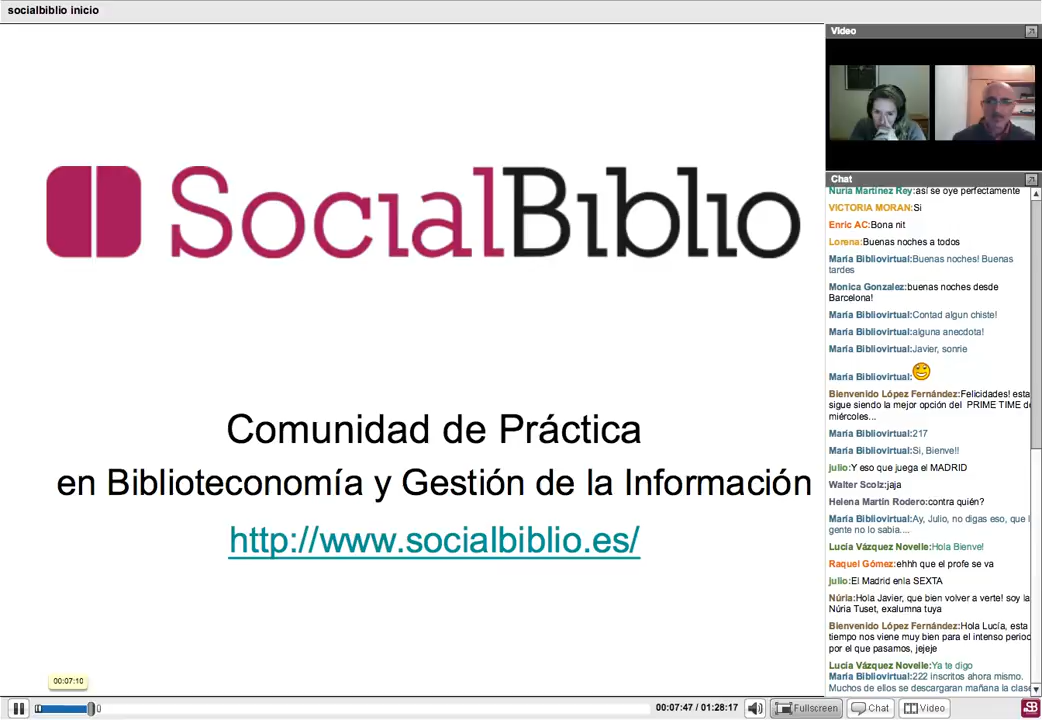 socialbiblio inicio
SocialBiblio
Comunidad de Práctica
en Biblioteconomía y Gestión de la Información
http://www.socialbiblio.es/
Video
Chat
Nuria Martínez Rey:así se oye perfectamente
VICTORIA MORAN:Si
Enric AC:Bona nit
Lorena:Buenas noches a todos
María Bibliovirtual:Buenas noches! Buenas
tardes
Monica Gonzalez:buenas noches desde
Barcelona!
María Bibliovirtual:Contad algun chiste!
María Bibliovirtual:alguna anecdota!
María Bibliovirtual:Javier, sonrie
María Bibliovirtual:
Bienvenido López Fernández:Felicidades! esta
sigue siendo la mejor opción del PRIME TIME de
miércoles...
María Bibliovirtual:217
María Bibliovirtual:Si, Bienve!!
julio:Y eso que juega el MADRID
Walter Scolz:jaja
Helena Martín Rodero:contra quién?
María Bibliovirtual:Ay, Julio, no digas eso, que l
gente no lo sabia....
Lucía Vázquez Novelle:Hola Bienve!
Raquel Gómez:ehhh que el profe se va
julio:El Madrid enla SEXTA
Núria:Hola Javier, que bien volver a verte! soy la
Núria Tuset, exalumna tuya
Bienvenido López Fernández:Hola Lucía, esta
tiempo nos viene muy bien para el intenso period
por el que pasamos, jejeje
Lucía Vázquez Novelle:Ya te digo
María Bibliovirtual:222 inscritos ahora mismo.
Muchos de ellos se descargaran mañana la clase
00:07:10
00:07:47 / 01:28:17
Fullscreen
Chat
Video
SB